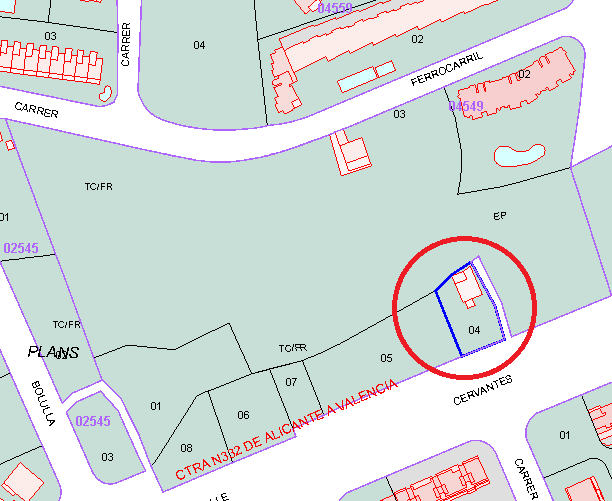 04559
03
CARRER
04
02
FERROCARRIL
02
CARRER
04549
03
TC/FR
01
EP
02545
TC/FR
04
PLANS
TC/FR
05
07
BOLULLA
CERVANTES
01
06
02545
CTRA N332 DE ALICANTE A VALENCIA
01
08
03
CARRER